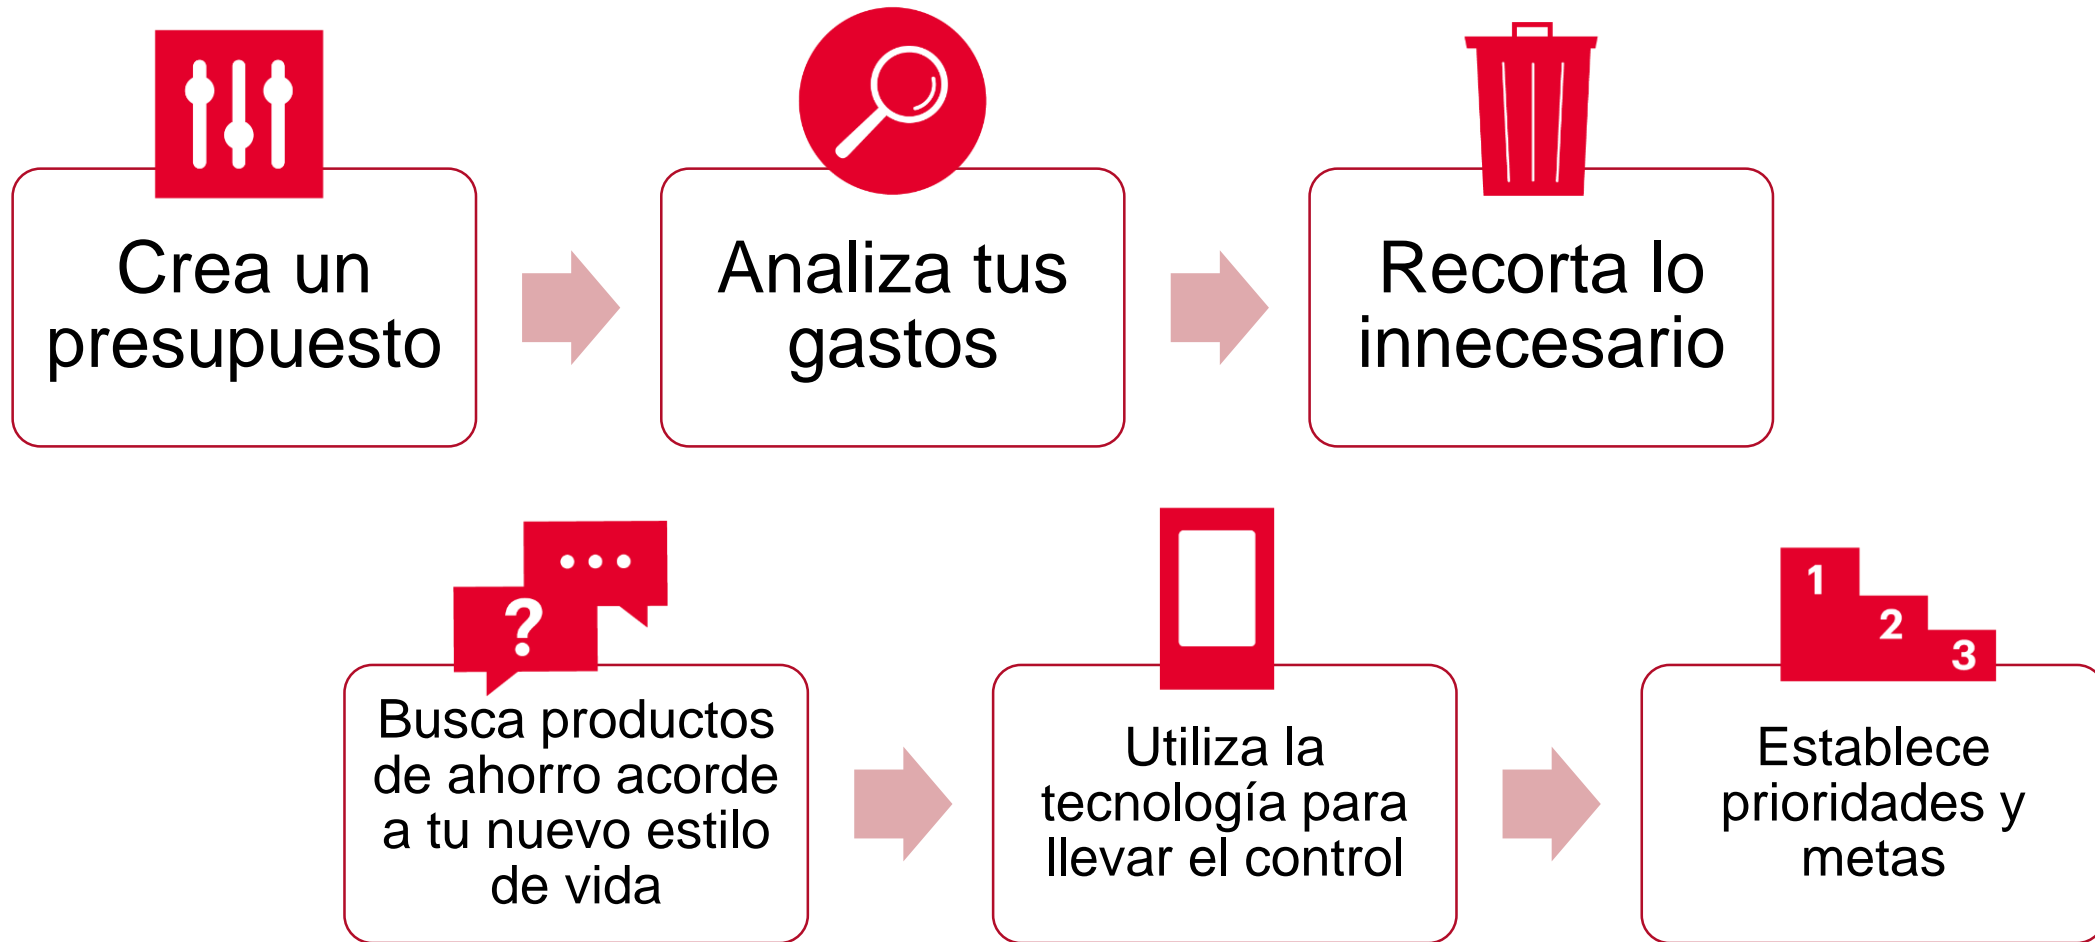 Crea un
presupuesto
Analiza tus
gastos
Recorta lo
innecesario
?
Busca productos
de ahorro acorde
a tu nuevo estilo
de vida
Utiliza la
tecnología para
llevar el control
1
2
3
Establece
prioridades y
metas